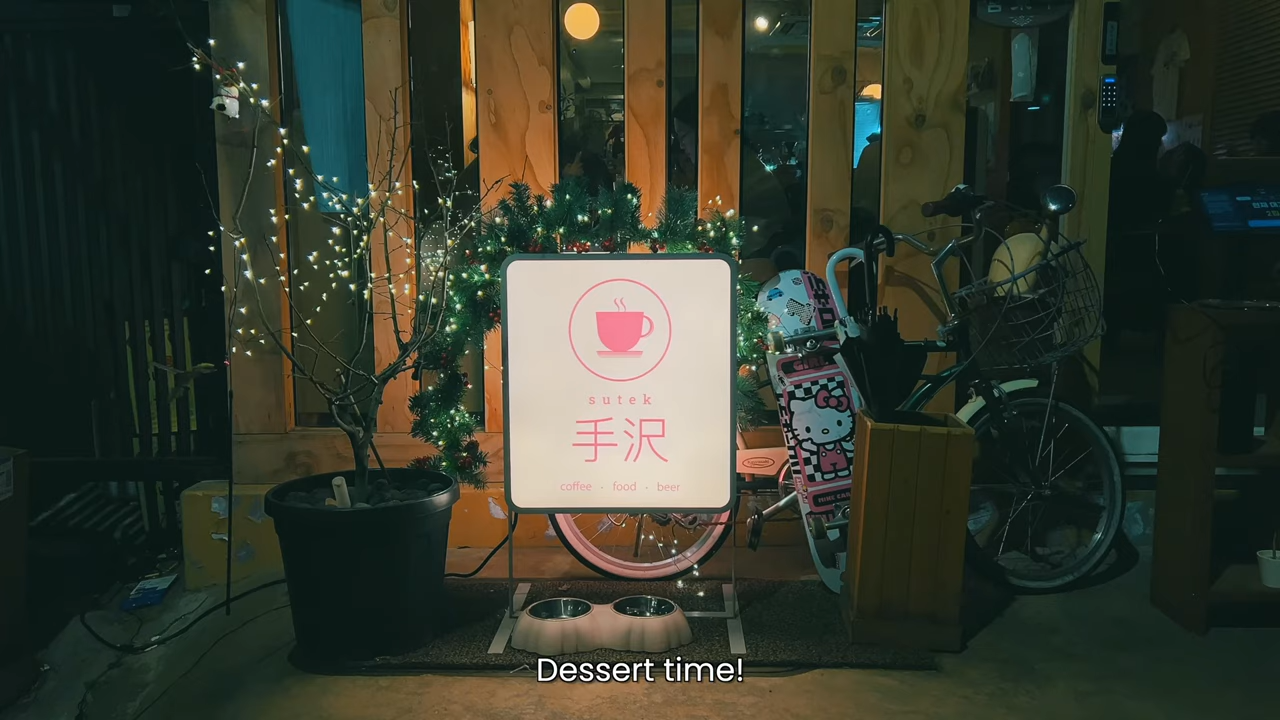 sutek
手沢
coffee · food · beer
Dessert time!